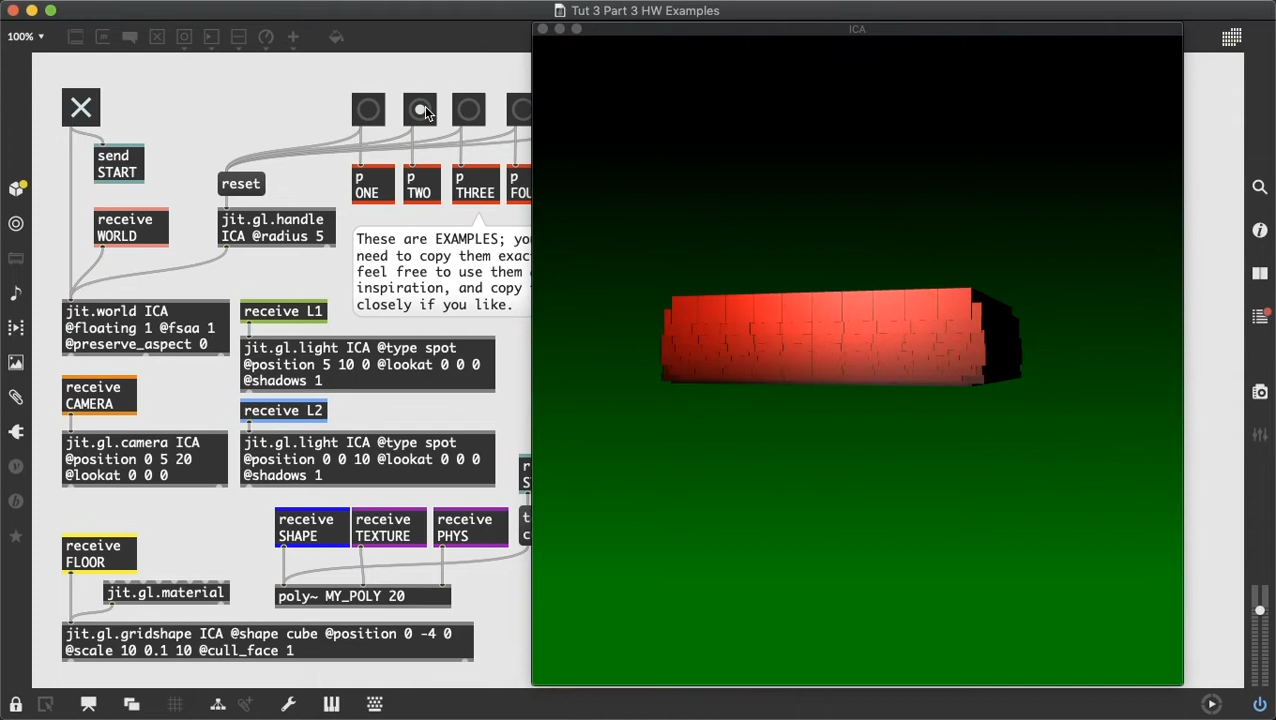 Tut 3 Part 3 HW Examples
100%
ICA
send
START
receive
WORLD
reset
jit.gl.handle
ICA @radius 5
p
ONE
p
TWO
p
THREE
p
FOU
These are EXAMPLES; yo
need to copy them exac
feel free to use them
inspiration, and copy
closely if you like.
jit.world ICA
@floating 1 @fsaa 1
@preserve_aspect 0
receive L1
jit.gl.light ICA @type spot
@position 5 10 0 @lookat 0 0 0
@shadows 1
receive
CAMERA
receive L2
jit.gl.camera ICA
@position 0 5 20
@lookat 0 0 0
jit.gl.light ICA @type spot
@position 0 0 10 @lookat 0 0 0
@shadows 1
receive
SHAPE
receive
TEXTURE
receive
PHYS
receive
FLOOR
jit.gl.material
poly~ MY_POLY 20
jit.gl.gridshape ICA @shape cube @position 0 -4 0
@scale 10 0.1 10 @cull_face 1